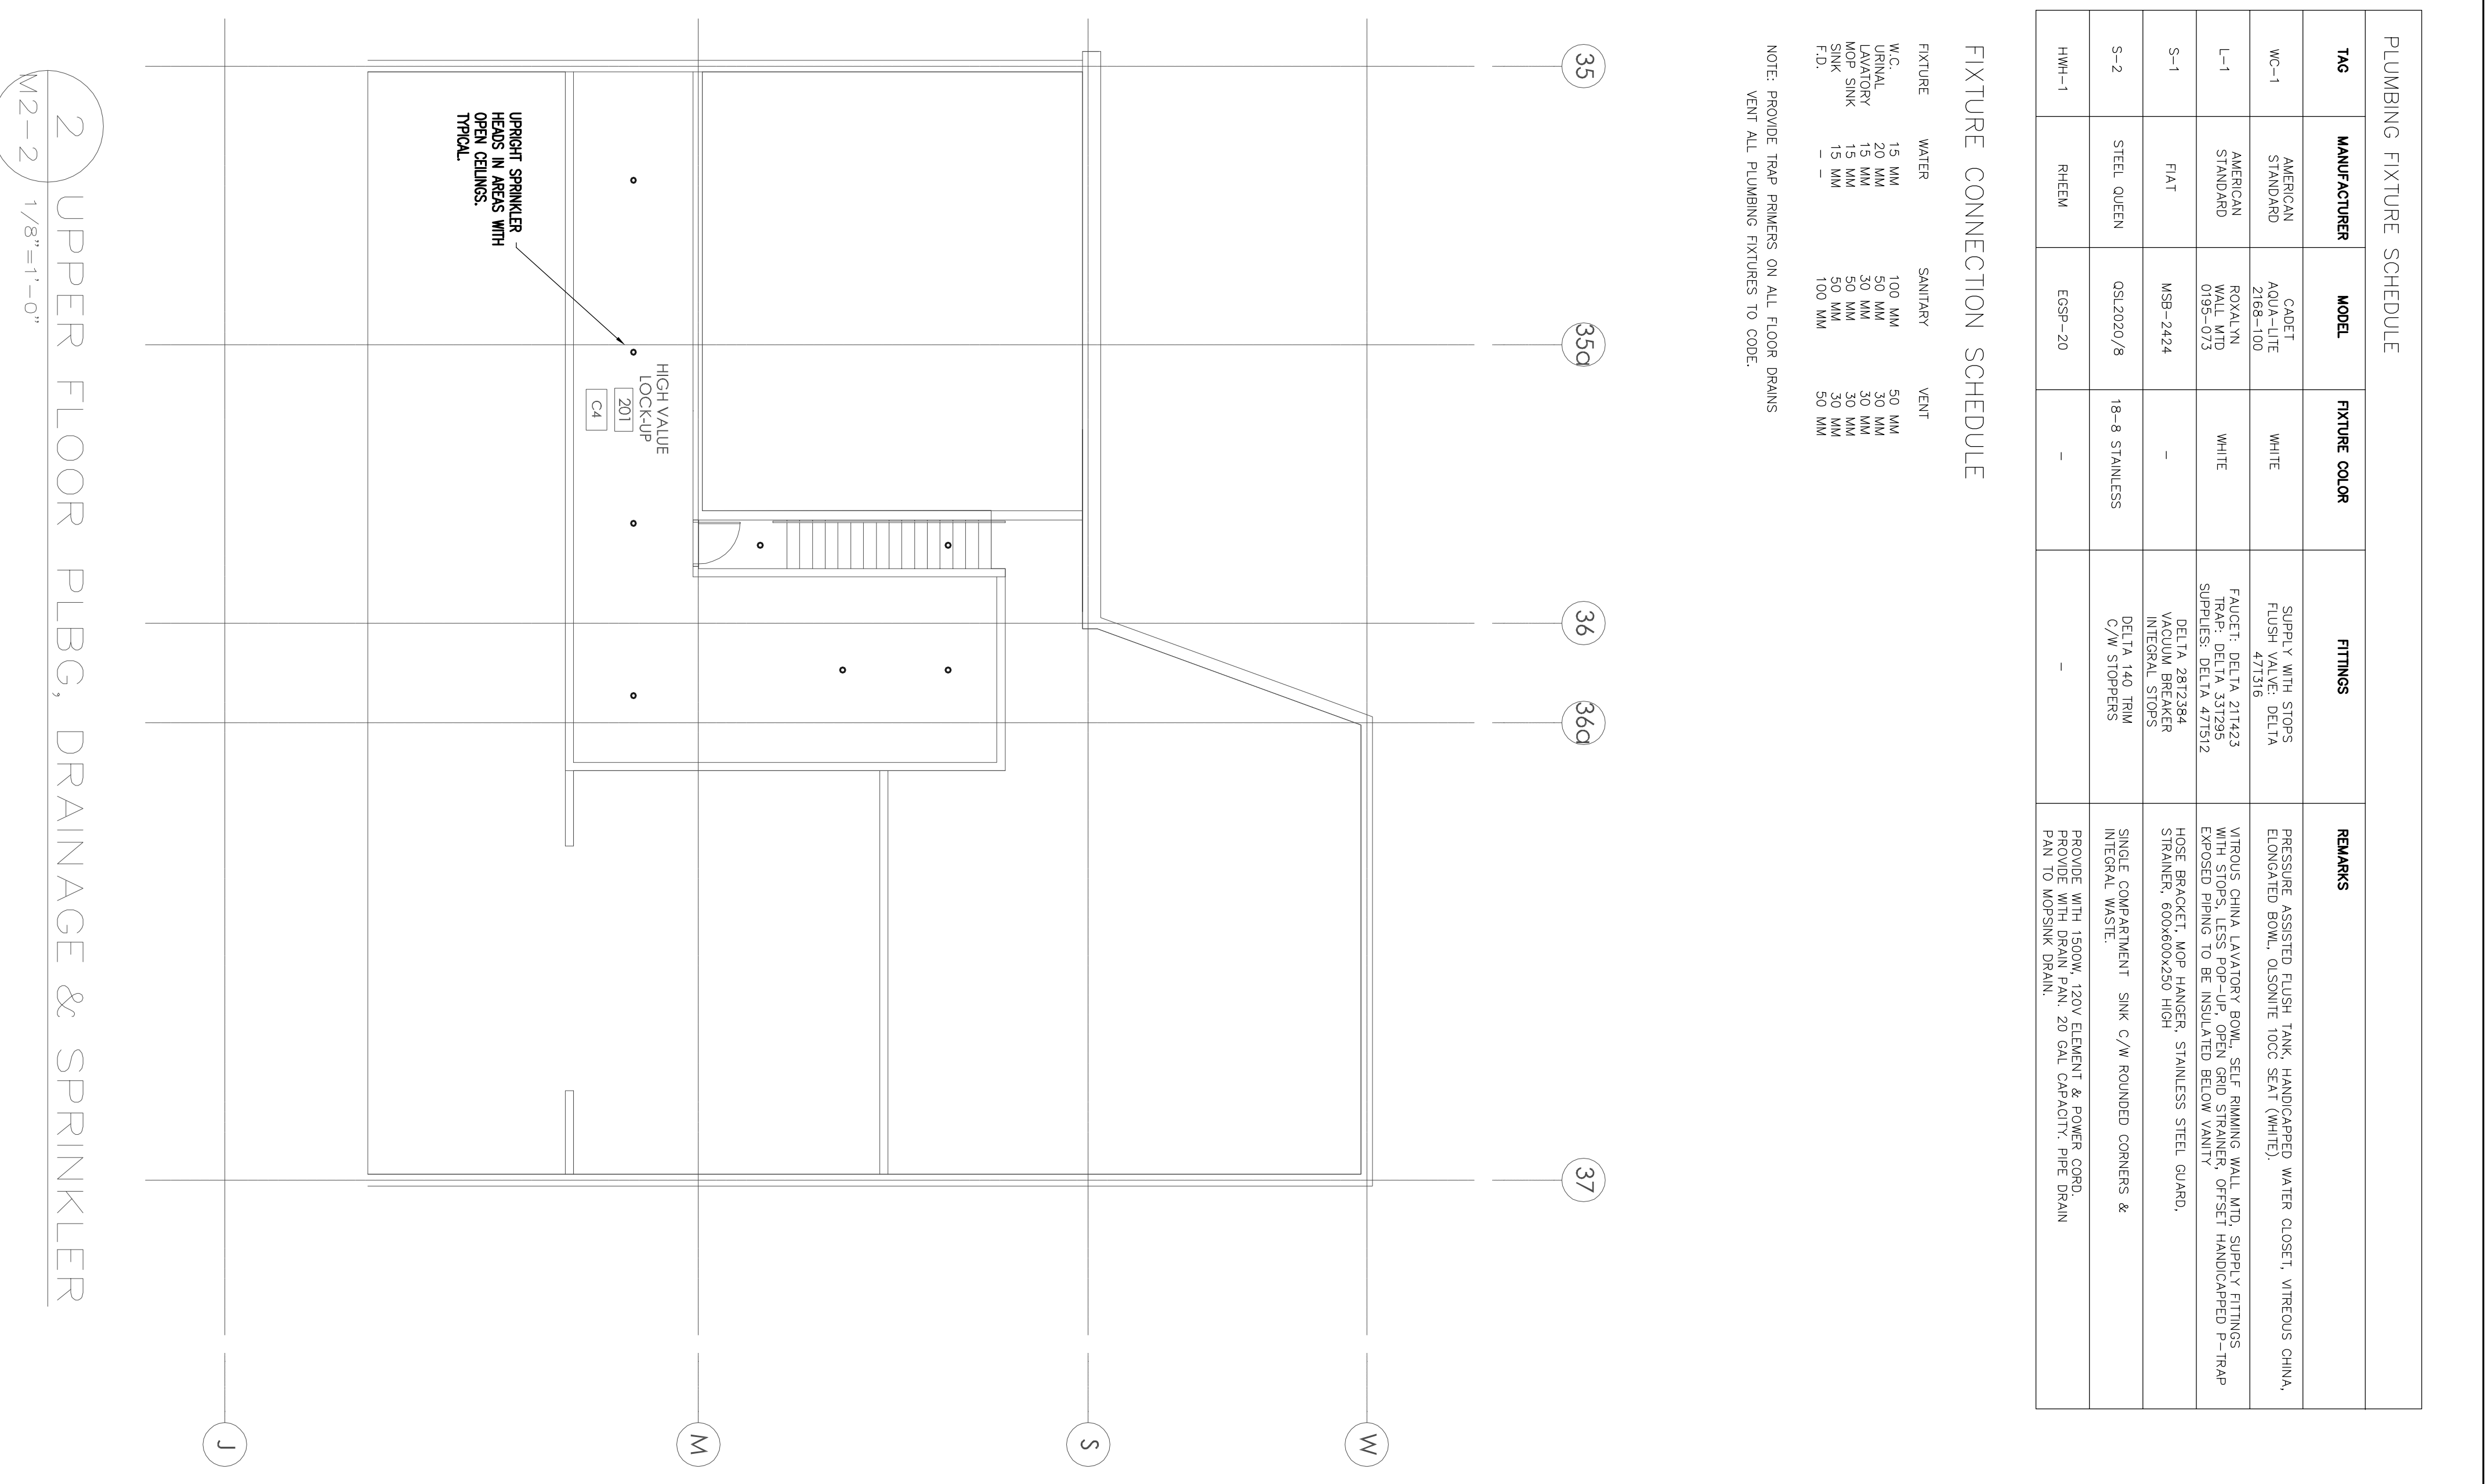 PLUMBING FIXTURE SCHEDULE
TAG MANUFACTURER MODEL FIXTURE COLOR FITTINGS REMARKS
WC-1
AMERICAN
STANDARD
CADET
AQUA-LITE
2168-100
WHITE
SUPPLY WITH STOPS
FLUSH VALVE: DELTA
47T316
PRESSURE ASSISTED FLUSH TANK, HANDICAPPED WATER CLOSET, VITREOUS CHINA,
ELONGATED BOWL, OLSONITE 10CC SEAT (WHITE).
L-1
AMERICAN
STANDARD
ROXALYN
WALL MTD
0195-073
WHITE
FAUCET: DELTA 21T423
TRAP: DELTA 33T295
SUPPLIES: DELTA 47T512
VITROUS CHINA LAVATORY BOWL, SELF RIMMING WALL MTD, SUPPLY FITTINGS
WITH STOPS, LESS POP-UP, OPEN GRID STRAINER, OFFSET HANDICAPPED P-TRAP
EXPOSED PIPING TO BE INSULATED BELOW VANITY
S-1
FIAT
MSB-2424
-
DELTA 28T2384
VACUUM BREAKER
INTEGRAL STOPS
HOSE BRACKET, MOP HANGER, STAINLESS STEEL GUARD,
STRAINER, 600x600x250 HIGH
S-2
STEEL QUEEN
QSL2020/8
18-8 STAINLESS
DELTA 140 TRIM
C/W STOPPERS
SINGLE COMPARTMENT SINK C/W ROUNDED CORNERS &
INTEGRAL WASTE.
HWH-1
RHEEM
EGSP-20
-
-
PROVIDE WITH 1500W, 120V ELEMENT & POWER CORD.
PROVIDE WITH DRAIN PAN. 20 GAL CAPACITY. PIPE DRAIN
PAN TO MOPSINK DRAIN.
FIXTURE CONNECTION SCHEDULE
FIXTURE WATER SANITARY VENT
W.C. 15 MM 100 MM 50 MM
URINAL 20 MM 50 MM 30 MM
LAVATORY 15 MM 30 MM 30 MM
MOP SINK 15 MM 50 MM 30 MM
SINK 15 MM 50 MM 30 MM
F.D. - - 100 MM 50 MM
NOTE: PROVIDE TRAP PRIMERS ON ALL FLOOR DRAINS
VENT ALL PLUMBING FIXTURES TO CODE.
35 35a 36 36a 37
W
S
M
J
HIGH VALUE
LOCK-UP
201
C4
UPRIGHT SPRINKLER
HEADS IN AREAS WITH
OPEN CEILINGS.
TYPICAL.
2 UPPER FLOOR PLBG, DRAINAGE & SPRINKLER
M2-2 1/8"=1'-0"